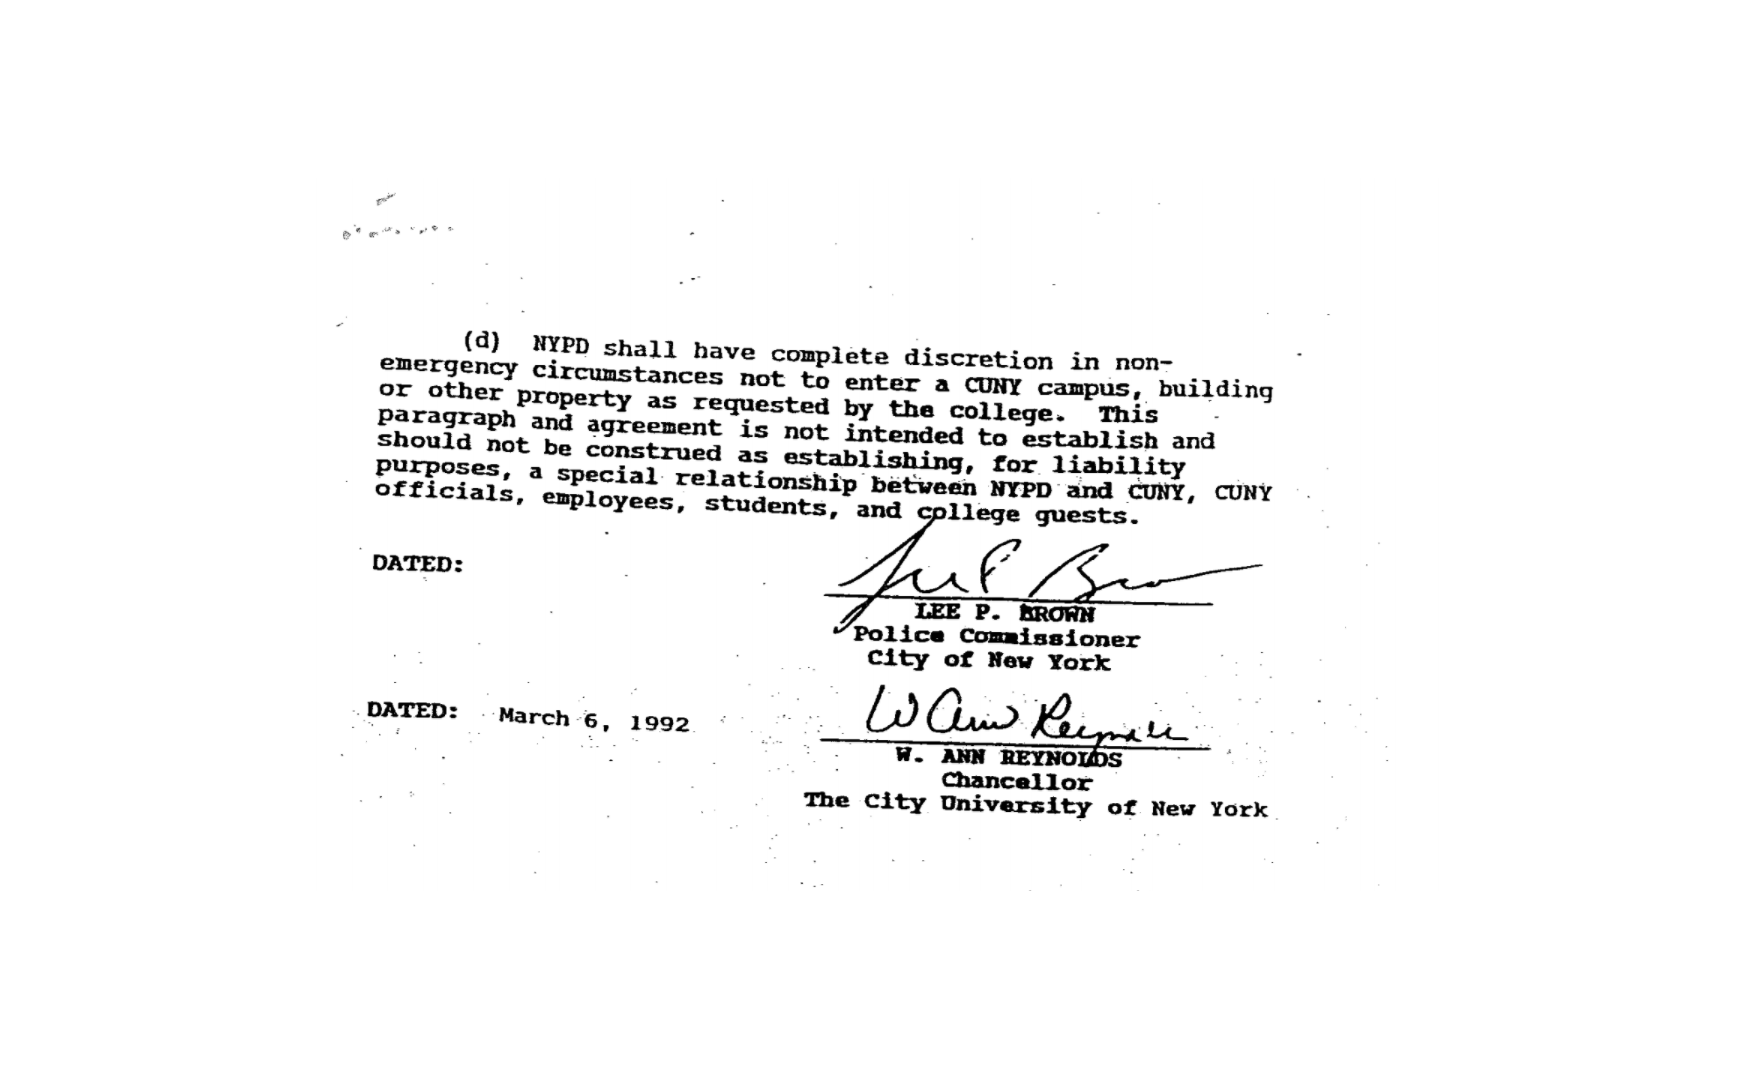 (d) NYPD shall have complete discretion in non-
emergency circumstances not to enter a CUNY campus, building
or other property as requested by the college. This
paragraph and agreement is not intended to establish and
should not be construed as establishing, for liability
purposes, a special relationship between NYPD and CUNY, CUNY
officials, employees, students, and college guests.
DATED:
Lee P Brown
LEE P. BROWN
Police Commissioner
City of New York
DATED: March 6, 1992
W Ann Reynolds
W. ANN REYNOLDS
Chancellor
The City University of New York